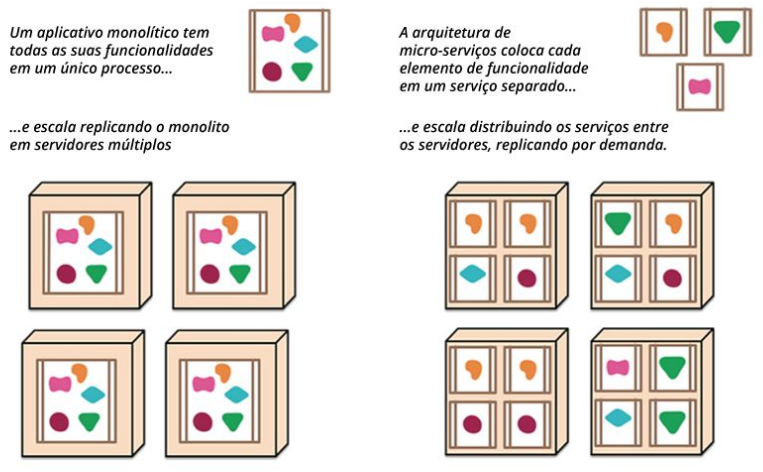 Um aplicativo monolítico tem
todas as suas funcionalidades
em um único processo...
...e escala replicando o monolito
em servidores múltiplos
A arquitetura de
micro-serviços coloca cada
elemento de funcionalidade
em um serviço separado...
...e escala distribuindo os serviços entre
os servidores, replicando por demanda.